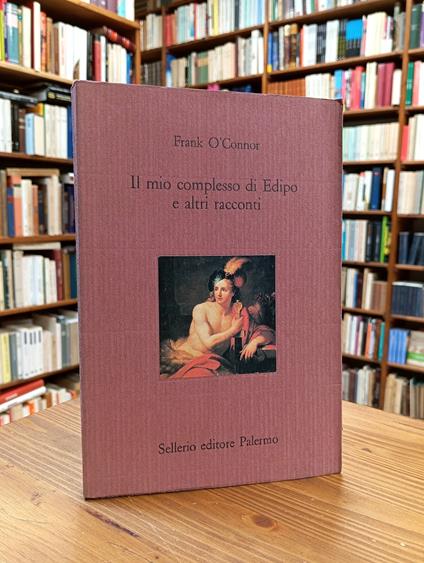 Frank O'Connor
Il mio complesso di Edipo
e altri racconti
Sellerio editore Palermo